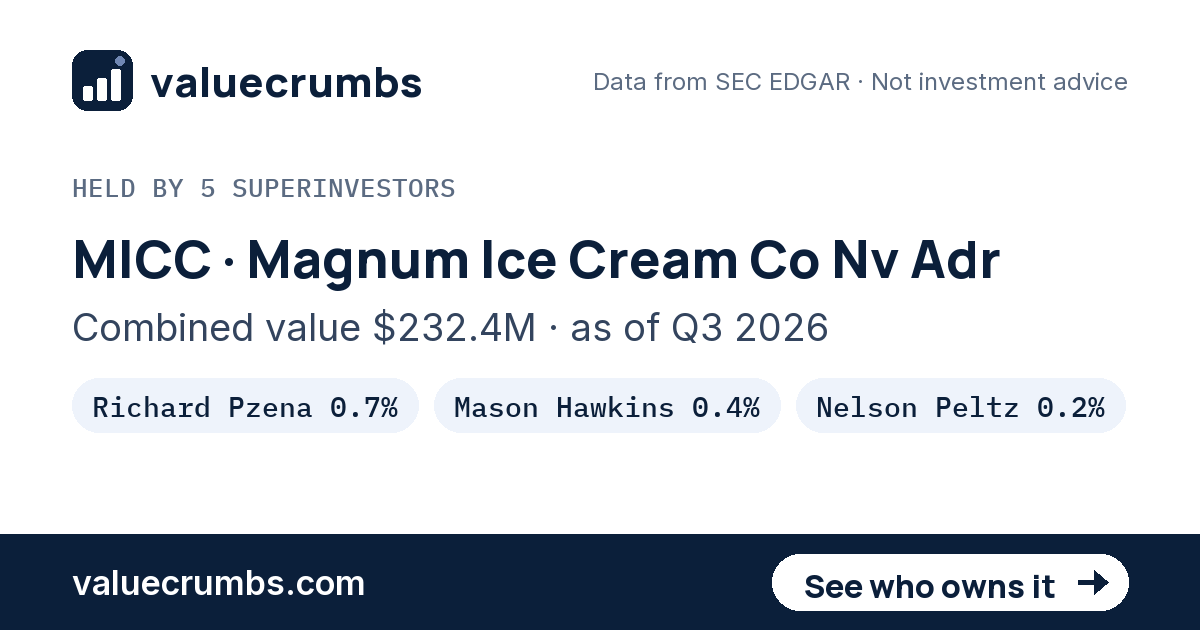 valuecrumbs
Data from SEC EDGAR · Not investment advice
HELD BY 5 SUPERINVESTORS
MICC · Magnum Ice Cream Co Nv Adr
Combined value $232.4M · as of Q3 2026
Richard Pzena 0.7%
Mason Hawkins 0.4%
Nelson Peltz 0.2%
valuecrumbs.com
See who owns it →